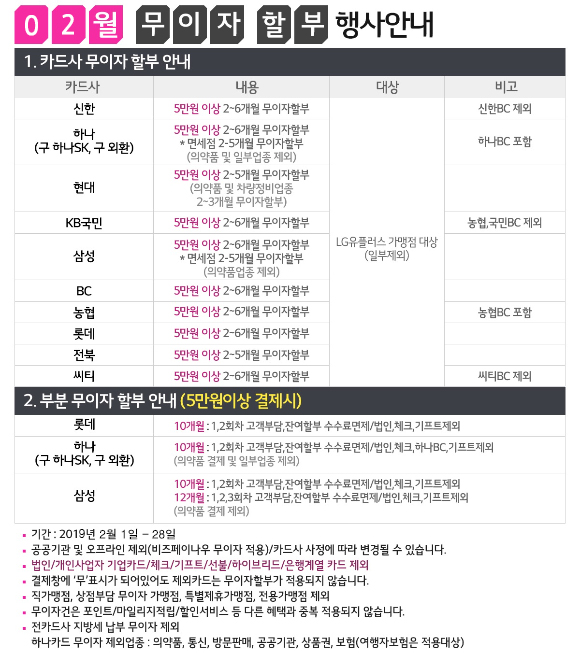 02월 무이자 할부 행사안내
1. 카드사 무이자 할부 안내
카드사 내용 대상 비고
신한 5만원 이상 2~6개월 무이자할부 신한BC 제외
하나
(구 하나SK, 구 외환)
5만원 이상 2~6개월 무이자할부
* 면세점 2-5개월 무이자할부
(의약품 및 일부업종 제외)
하나BC 포함
현대
5만원 이상 2~5개월 무이자할부
(의약품 및 차량정비업종
2~3개월 무이자할부)
KB국민 5만원 이상 2~6개월 무이자할부 농협,국민BC 제외
삼성
5만원 이상 2~6개월 무이자할부
* 면세점 2-5개월 무이자할부
(의약품업종 제외)
LG유플러스 가맹점 대상
(일부제외)
BC 5만원 이상 2~6개월 무이자할부
농협 5만원 이상 2~6개월 무이자할부 농협BC 포함
롯데 5만원 이상 2~6개월 무이자할부
전북 5만원 이상 2~5개월 무이자할부
씨티 5만원 이상 2~6개월 무이자할부 씨티BC 제외
2. 부분 무이자 할부 안내 (5만원이상 결제시)
롯데 10개월 : 1,2회차 고객부담,잔여할부 수수료면제/법인,체크,기프트제외
하나
(구 하나SK, 구 외환)
10개월 : 1,2회차 고객부담,잔여할부 수수료면제/법인,체크,하나BC,기프트제외
(의약품 결제 및 일부업종 제외)
삼성
10개월 : 1,2회차 고객부담,잔여할부 수수료면제/법인,체크,기프트제외
12개월 : 1,2,3회차 고객부담,잔여할부 수수료면제/법인,체크,기프트제외
(의약품 결제 제외)
기간 : 2019년 2월 1일 - 28일
공공기관 및 오프라인 제외(비즈페이나우 무이자 적용)/카드사 사정에 따라 변경될 수 있습니다.
법인/개인사업자 기업카드/체크/기프트/선불/하이브리드/은행계열 카드 제외
결제창에 '무'표시가 되어있어도 제외카드는 무이자할부가 적용되지 않습니다.
직가맹점, 상점부담 무이자 가맹점, 특별제휴가맹점, 전용가맹점 제외
무이자건은 포인트/마일리지적립/할인서비스 등 다른 혜택과 중복 적용되지 않습니다.
전카드사 지방세 납부 무이자 제외
하나카드 무이자 제외업종 : 의약품, 통신, 방문판매, 공공기관, 상품권, 보험(여행자보험은 적용대상)